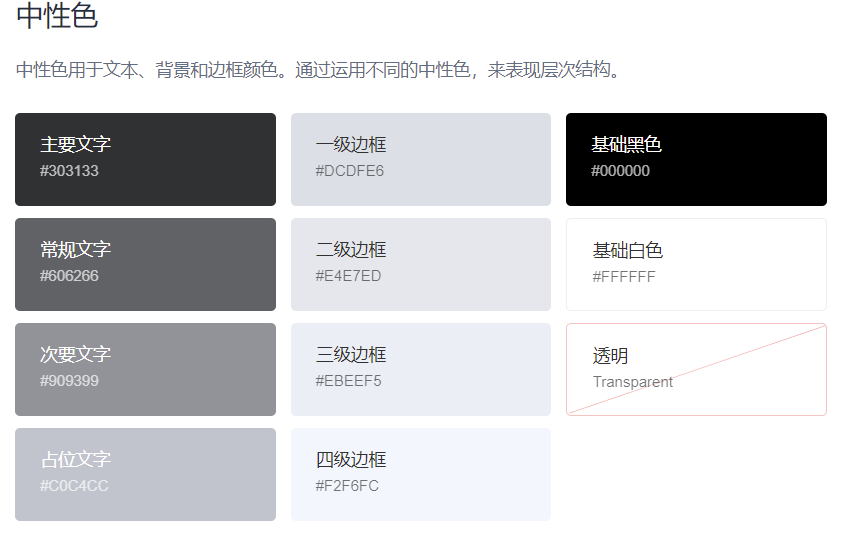 中性色
中性色用于文本、背景和边框颜色。通过运用不同的中性色，来表现层次结构。
主要文字
#303133
常规文字
#606266
次要文字
#909399
占位文字
#C0C4CC
一级边框
#DCDFE6
二级边框
#E4E7ED
三级边框
#EBEEF5
四级边框
#F2F6FC
基础黑色
#000000
基础白色
#FFFFFF
透明
Transparent